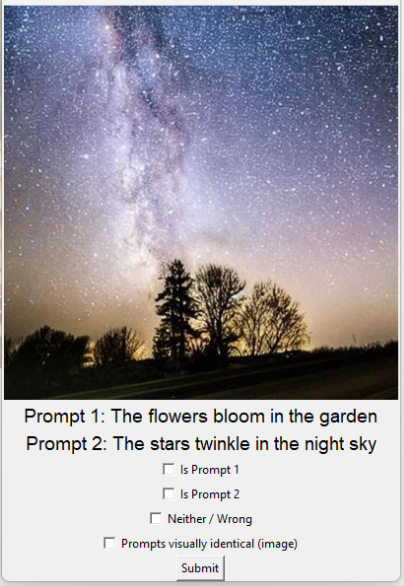 Prompt 1: The flowers bloom in the garden
Prompt 2: The stars twinkle in the night sky
Is Prompt 1
Is Prompt 2
Neither / Wrong
Prompts visually identical (image)
Submit